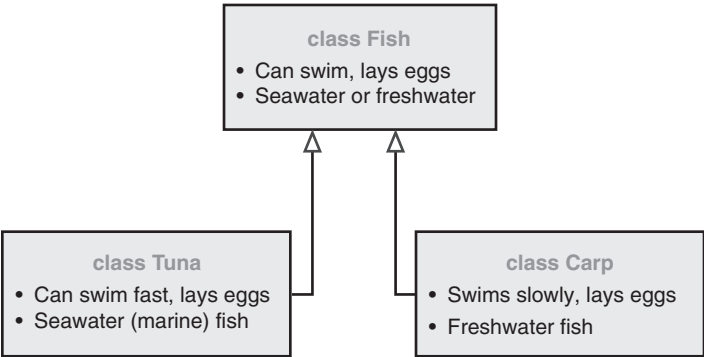 class Fish
• Can swim, lays eggs
• Seawater or freshwater
class Tuna
• Can swim fast, lays eggs
• Seawater (marine) fish
class Carp
• Swims slowly, lays eggs
• Freshwater fish